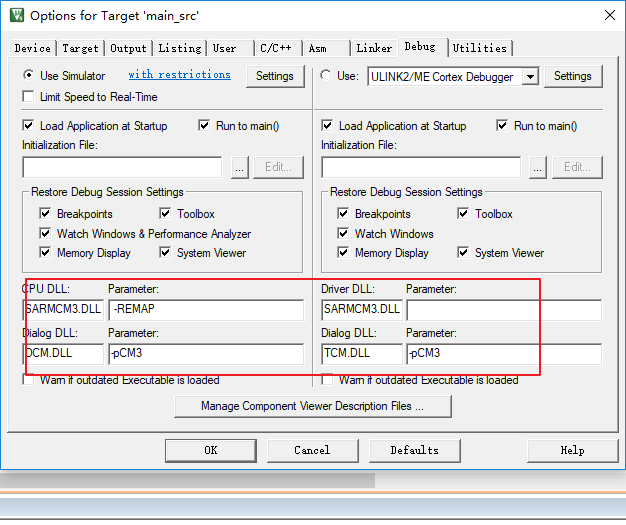 Options for Target 'main_src'
Device Target Output Listing User C/C++ Asm Linker Debug Utilities
Use Simulator with restrictions Settings
Limit Speed to Real-Time
Use: ULINK2/ME Cortex Debugger Settings
Load Application at Startup Run to main()
Initialization File:
... Edit...
Load Application at Startup Run to main()
Initialization File:
... Edit...
Restore Debug Session Settings
Breakpoints Toolbox
Watch Windows & Performance Analyzer
Memory Display System Viewer
Restore Debug Session Settings
Breakpoints Toolbox
Watch Windows
Memory Display System Viewer
CPU DLL: Parameter:
SARMCM3.DLL -REMAP
Dialog DLL: Parameter:
DCM.DLL -pCM3
Warn if outdated Executable is loaded
Driver DLL: Parameter:
SARMCM3.DLL
Dialog DLL: Parameter:
TCM.DLL -pCM3
Warn if outdated Executable is loaded
Manage Component Viewer Description Files ...
OK Cancel Defaults Help